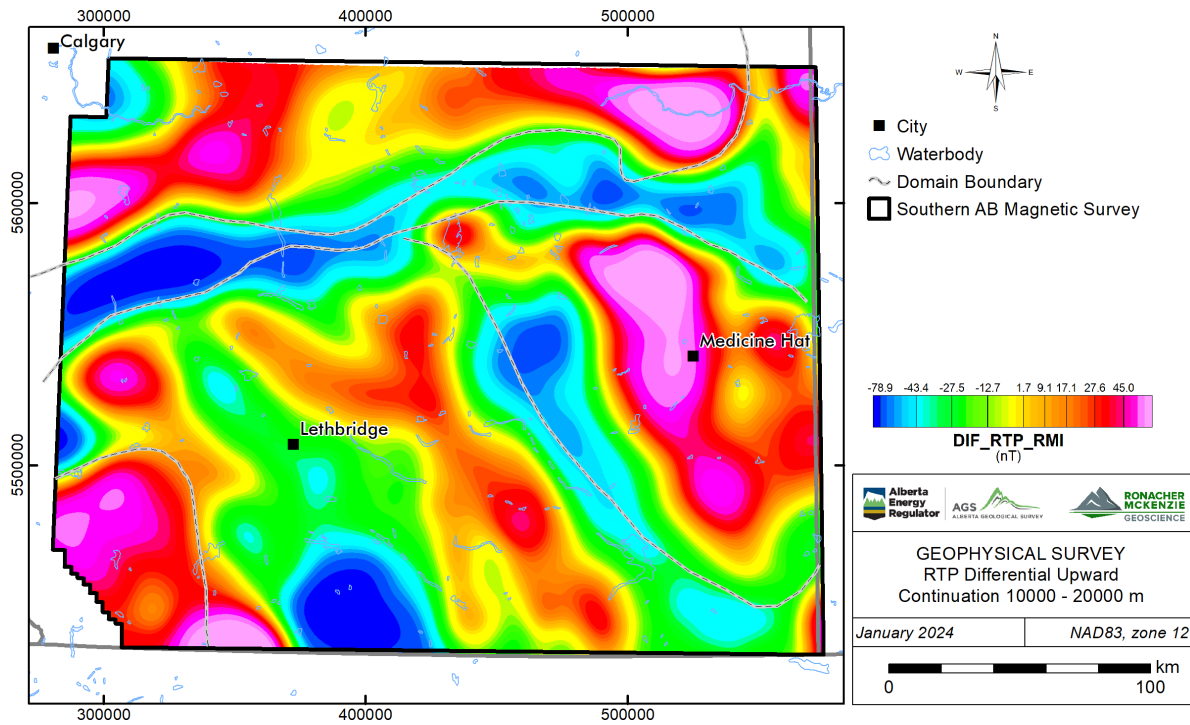 300000 400000 500000
Calgary
5600000
Medicine Hat
Lethbridge
5500000
300000 400000 500000
N
W E
S
City
Waterbody
Domain Boundary
Southern AB Magnetic Survey
-78.9 -43.4 -27.5 -12.7 1.7 9.1 17.1 27.6 45.0
DIF_RTP_RMI
(nT)
Alberta
Energy
Regulator
AGS
ALBERTA GEOLOGICAL SURVEY
RONACHER
MCKENZIE
GEOSCIENCE
GEOPHYSICAL SURVEY
RTP Differential Upward
Continuation 10000 - 20000 m
January 2024 NAD83, zone 12
km
0 100